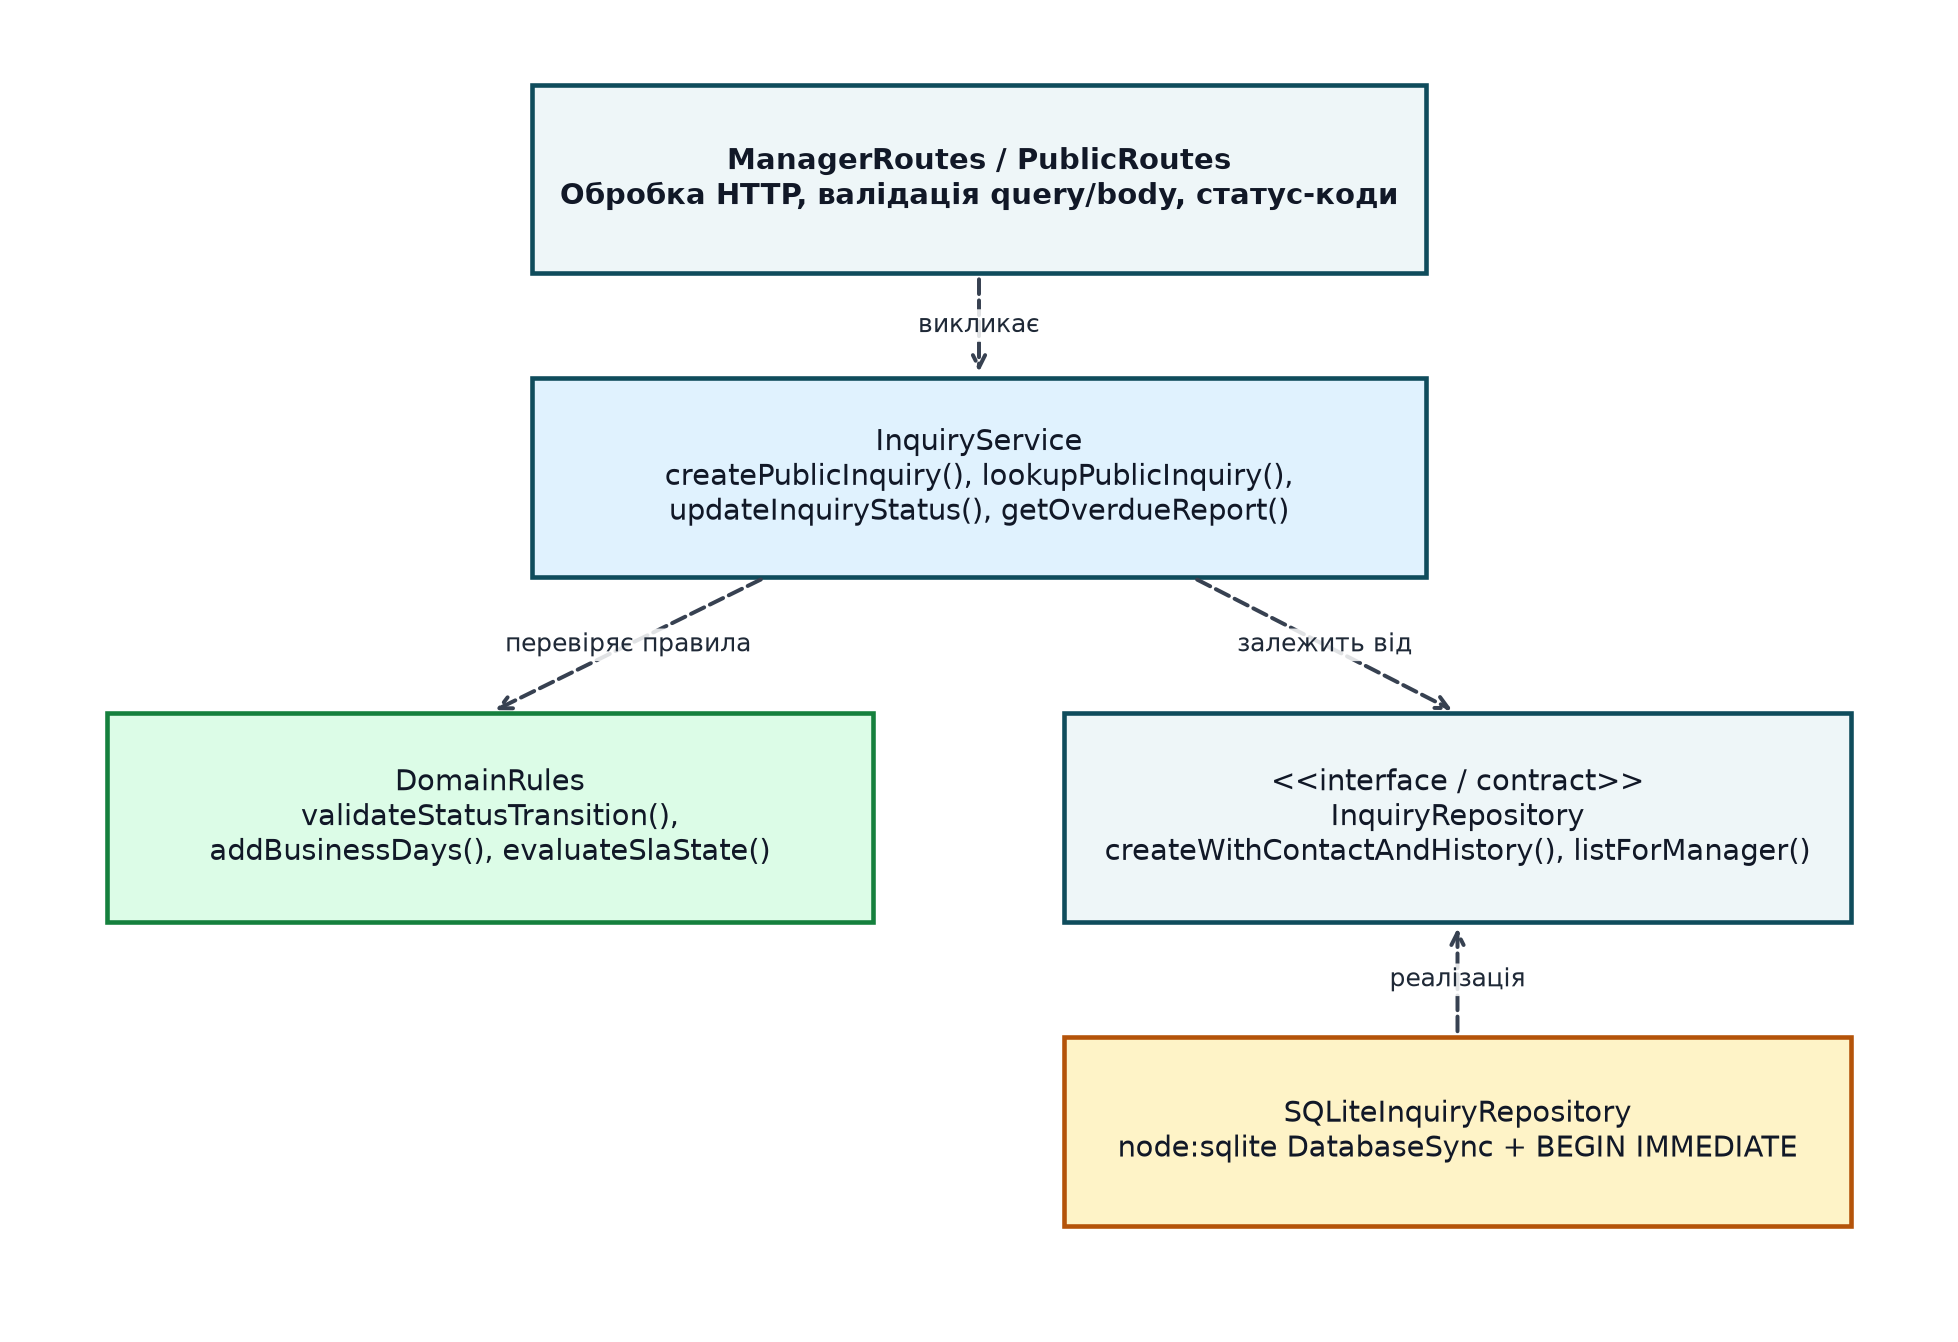 ManagerRoutes / PublicRoutes
Обробка HTTP, валідація query/body, статус-коди
викликає
InquiryService
createPublicInquiry(), lookupPublicInquiry(),
updateInquiryStatus(), getOverdueReport()
перевіряє правила
залежить від
DomainRules
validateStatusTransition(),
addBusinessDays(), evaluateSlaState()
<<interface / contract>>
InquiryRepository
createWithContactAndHistory(), listForManager()
реалізація
SQLiteInquiryRepository
node:sqlite DatabaseSync + BEGIN IMMEDIATE